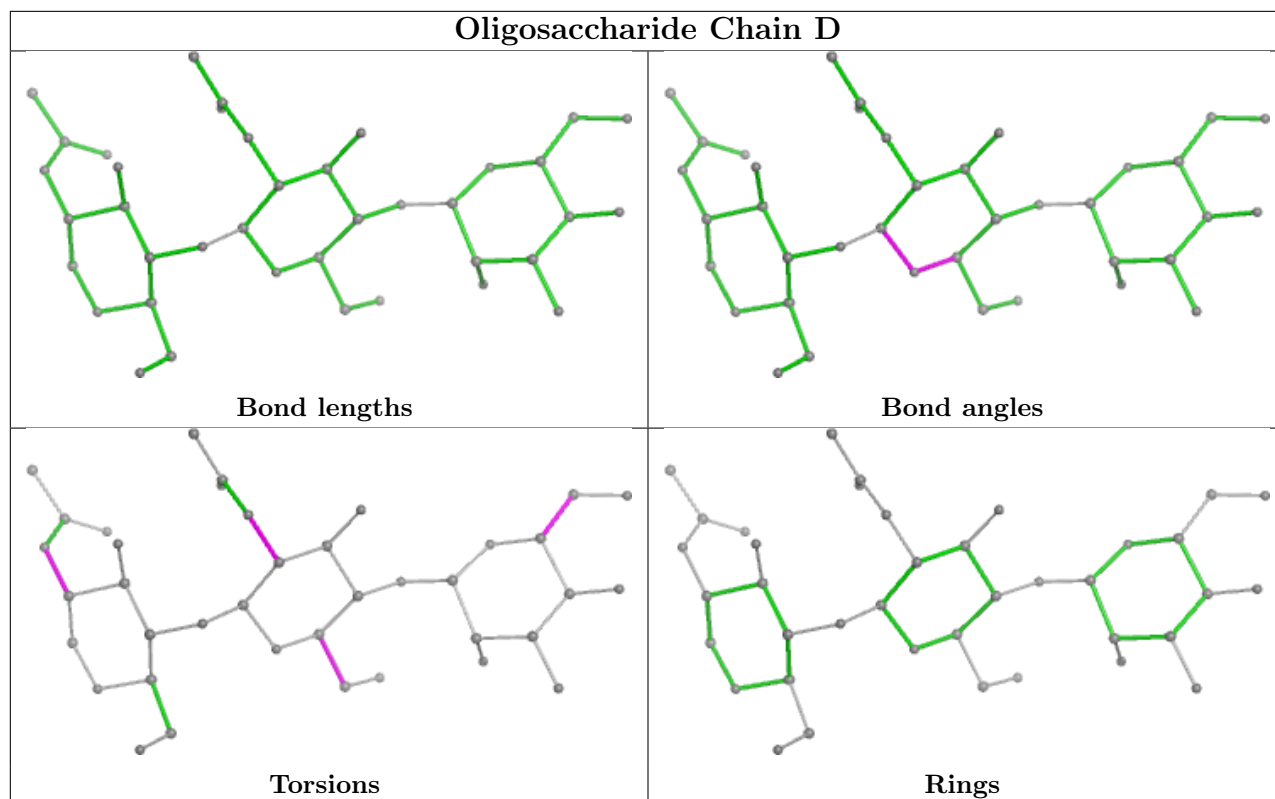 Oligosaccharide Chain D
Bond lengths
Bond angles
Torsions
Rings